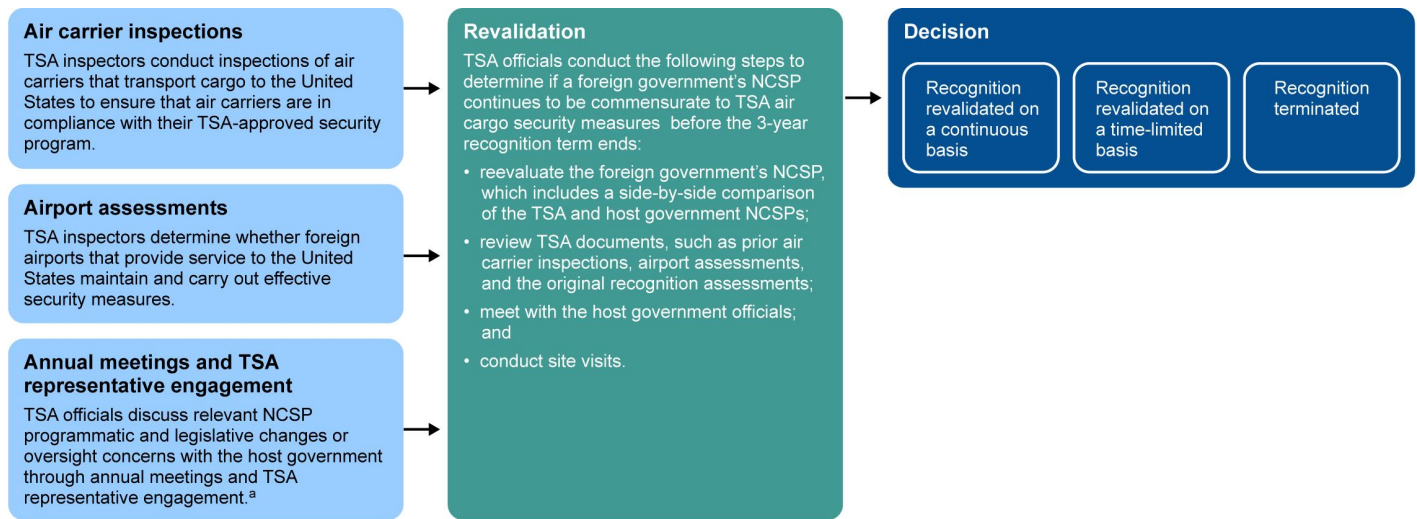 Air carrier inspections
TSA inspectors conduct inspections of air
carriers that transport cargo to the United
States to ensure that air carriers are in
compliance with their TSA-approved security
program.
Airport assessments
TSA inspectors determine whether foreign
airports that provide service to the United
States maintain and carry out effective
security measures.
Annual meetings and TSA
representative engagement
TSA officials discuss relevant NCSP
programmatic and legislative changes or
oversight concerns with the host government
through annual meetings and TSA
representative engagement.a
Revalidation
TSA officials conduct the following steps to
determine if a foreign government's NCSP
continues to be commensurate to TSA air
cargo security measures before the 3-year
recognition term ends:
• reevaluate the foreign government's NCSP,
which includes a side-by-side comparison
of the TSA and host government NCSPs;
• review TSA documents, such as prior air
carrier inspections, airport assessments,
and the original recognition assessments;
• meet with the host government officials;
and
• conduct site visits.
Decision
Recognition
revalidated on
a continuous
basis
Recognition
revalidated on
a time-limited
basis
Recognition
terminated